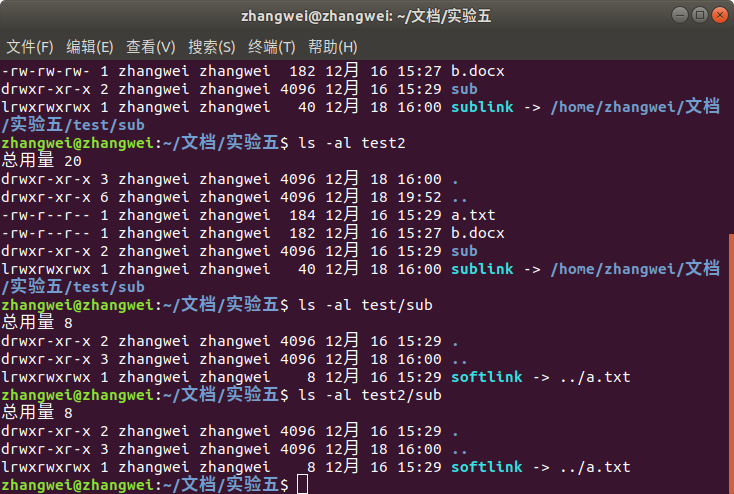 zhangwei@zhangwei: ~/文档/实验五
文件(F) 编辑(E) 查看(V) 搜索(S) 终端(T) 帮助(H)
-rw-rw-rw- 1 zhangwei zhangwei  182 12月 16 15:27 b.docx
drwxr-xr-x 2 zhangwei zhangwei 4096 12月 16 15:29 sub
lrwxrwxrwx 1 zhangwei zhangwei   40 12月 18 16:00 sublink -> /home/zhangwei/文档
/实验五/test/sub
zhangwei@zhangwei:~/文档/实验五$ ls -al test2
总用量 20
drwxr-xr-x 3 zhangwei zhangwei 4096 12月 18 16:00 .
drwxr-xr-x 6 zhangwei zhangwei 4096 12月 18 19:52 ..
-rw-r--r-- 1 zhangwei zhangwei  184 12月 16 15:29 a.txt
-rw-r--r-- 1 zhangwei zhangwei  182 12月 16 15:27 b.docx
drwxr-xr-x 2 zhangwei zhangwei 4096 12月 16 15:29 sub
lrwxrwxrwx 1 zhangwei zhangwei   40 12月 18 16:00 sublink -> /home/zhangwei/文档
/实验五/test/sub
zhangwei@zhangwei:~/文档/实验五$ ls -al test/sub
总用量 8
drwxr-xr-x 2 zhangwei zhangwei 4096 12月 16 15:29 .
drwxr-xr-x 3 zhangwei zhangwei 4096 12月 18 16:00 ..
lrwxrwxrwx 1 zhangwei zhangwei    8 12月 16 15:29 softlink -> ../a.txt
zhangwei@zhangwei:~/文档/实验五$ ls -al test2/sub
总用量 8
drwxr-xr-x 2 zhangwei zhangwei 4096 12月 16 15:29 .
drwxr-xr-x 3 zhangwei zhangwei 4096 12月 18 16:00 ..
lrwxrwxrwx 1 zhangwei zhangwei    8 12月 16 15:29 softlink -> ../a.txt
zhangwei@zhangwei:~/文档/实验五$